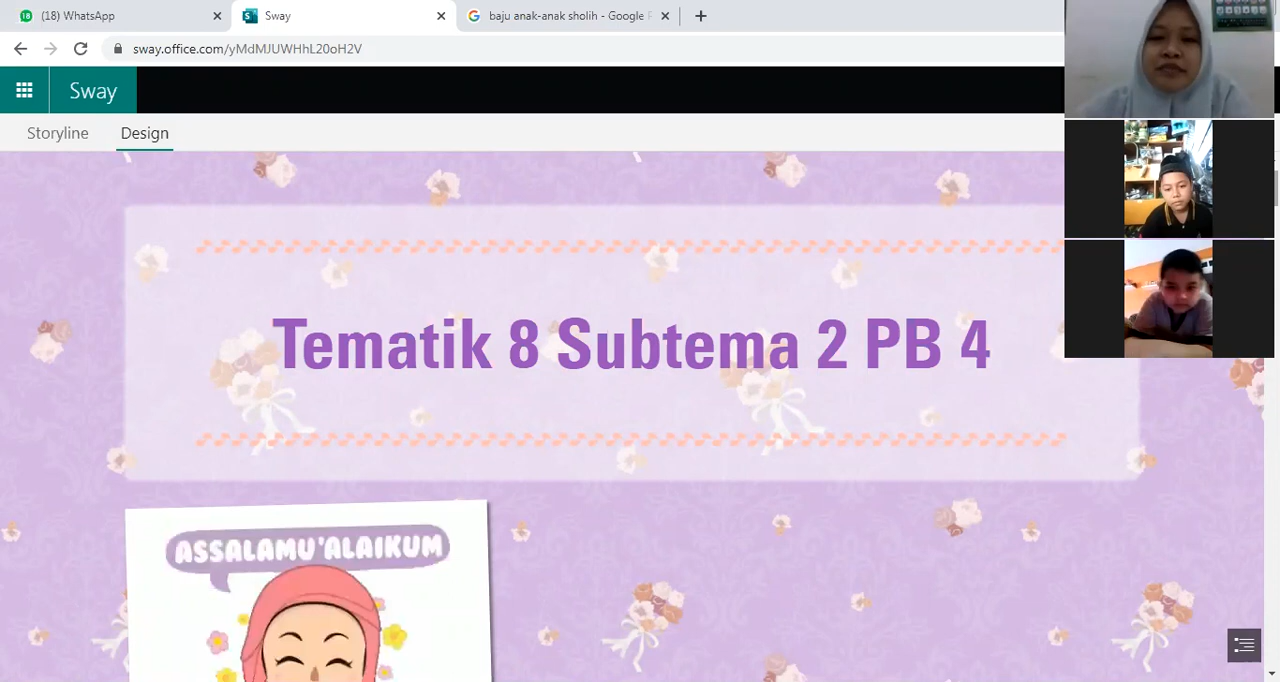 (18) WhatsApp
Sway
baju anak-anak sholih - Google
sway.office.com/yMdMJUWHhL20oH2V
Sway
Storyline
Design
Tematik 8 Subtema 2 PB 4
ASSALAMU'ALAIKUM